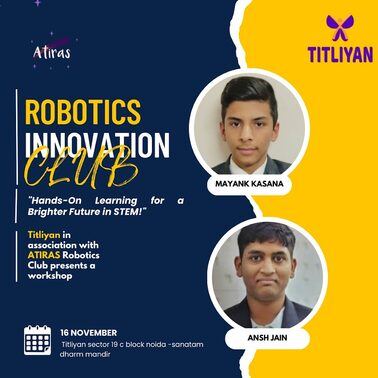 Atiras
TITLIYAN
ROBOTICS
INNOVATION
CLUB
MAYANK KASANA
"Hands-On Learning for a
Brighter Future in STEM!"
Titliyan in
association with
ATIRAS Robotics
Club presents a
workshop
ANSH JAIN
16 NOVEMBER
Titliyan sector 19 c block noida -sanatam
dharm mandir